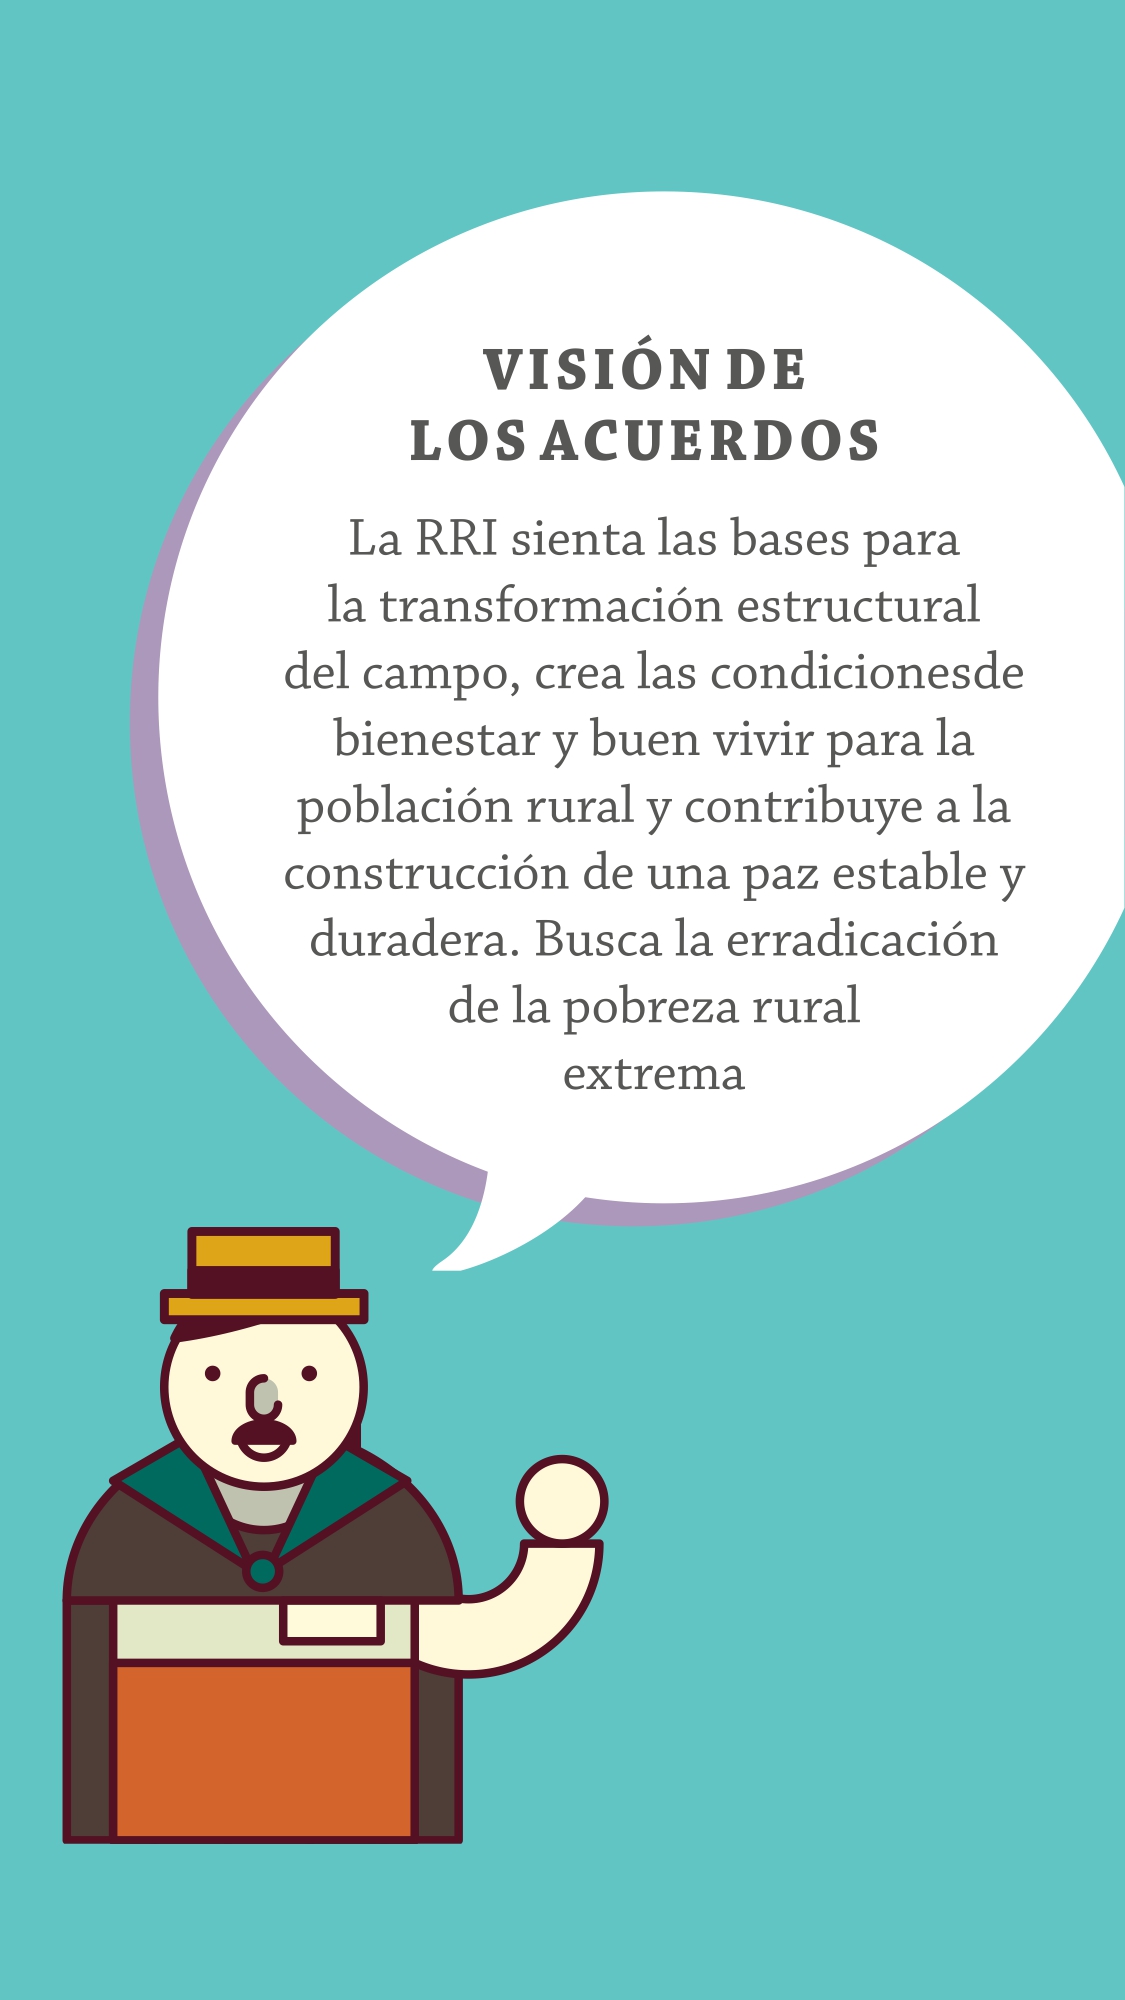 VISIÓN DE
LOS ACUERDOS
La RRI sienta las bases para
la transformación estructural
del campo, crea las condicionesde
bienestar y buen vivir para la
población rural y contribuye a la
construcción de una paz estable y
duradera. Busca la erradicación
de la pobreza rural
extrema